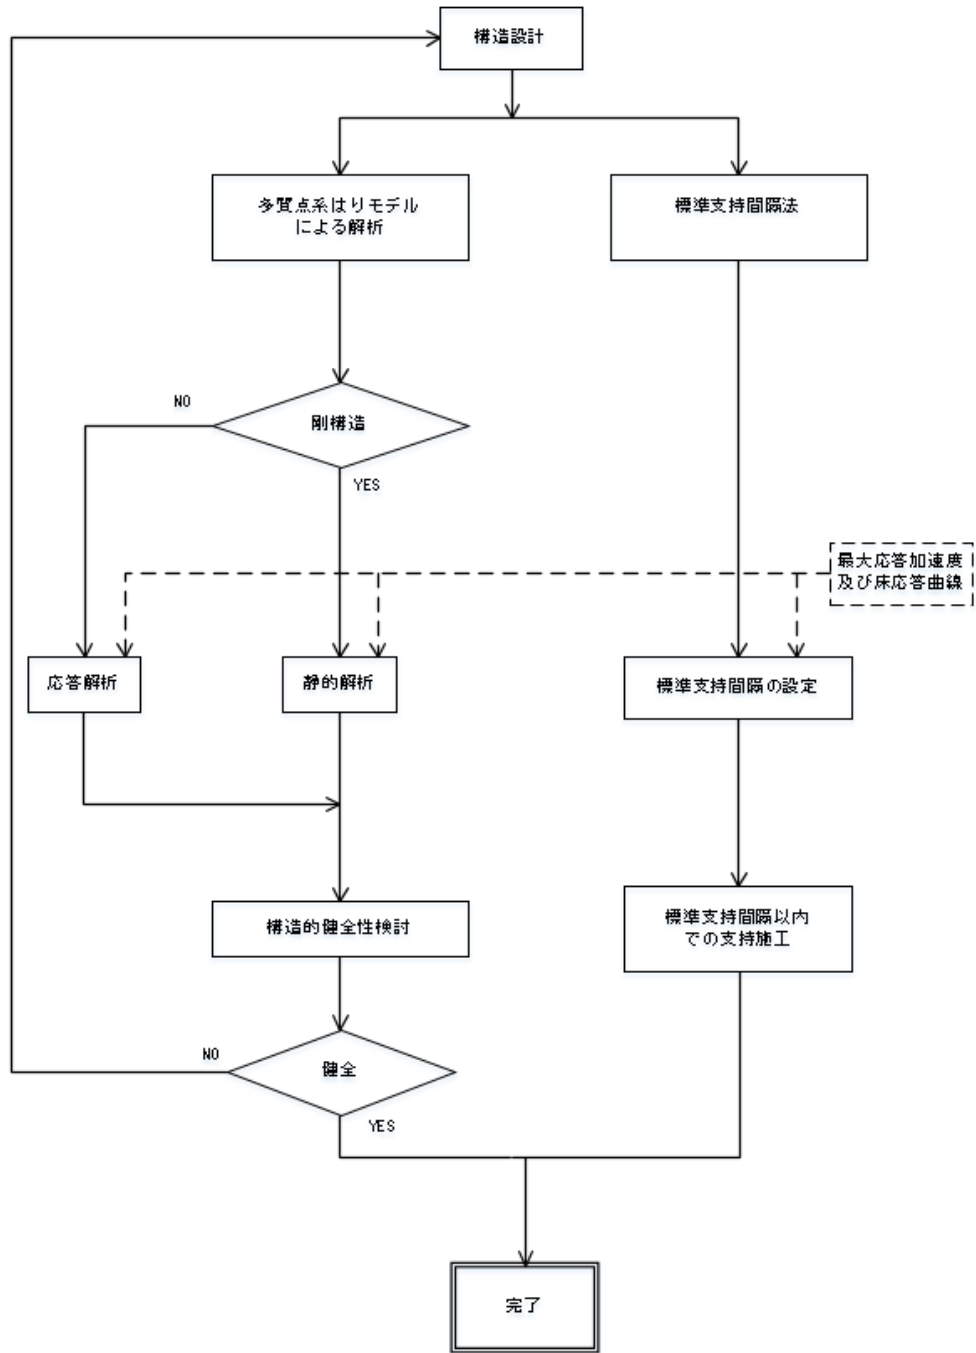 構造設計
多質点系はりモデル
による解析
標準支持間隔法
剛構造
NO
YES
最大応答加速度
及び床応答曲線
応答解析
静的解析
標準支持間隔の設定
構造的健全性検討
標準支持間隔以内
での支持施工
健全
NO
YES
完了